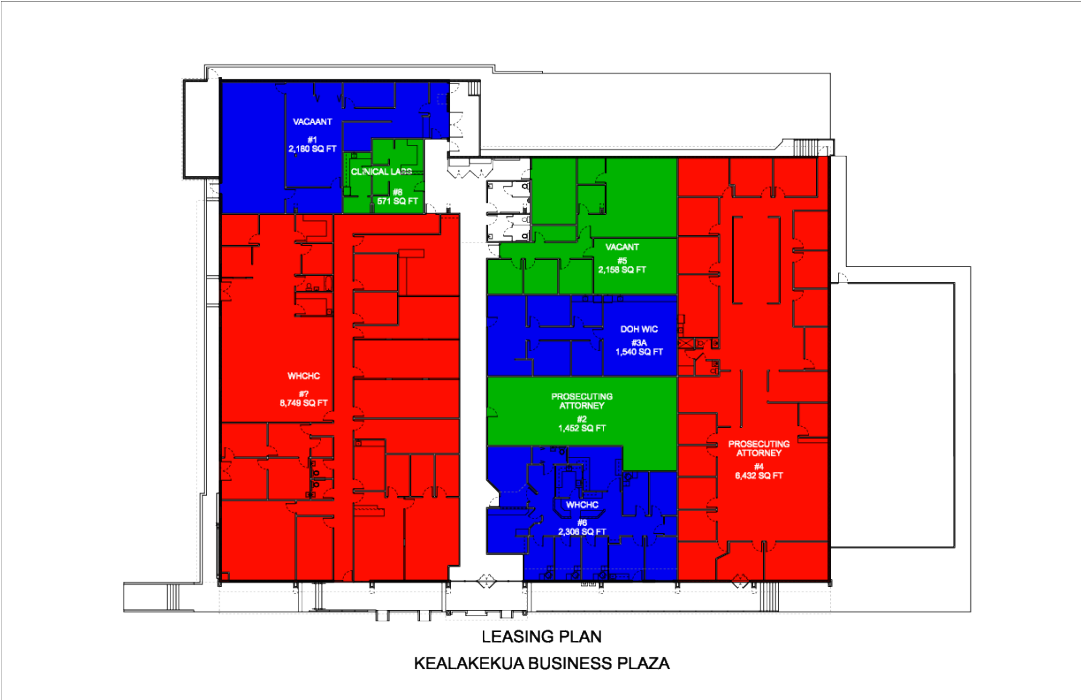 VACAANT
#1
2,180 SQ FT
CLINICAL LABS
#8
571 SQ FT
VACANT
#5
2,158 SQ FT
DOH WIC
#3A
1,540 SQ FT
WHCHC
#7
8,749 SQ FT
PROSECUTING
ATTORNEY
#2
1,452 SQ FT
PROSECUTING
ATTORNEY
#4
6,432 SQ FT
WHCHC
#6
2,306 SQ FT
LEASING PLAN
KEALAKEKUA BUSINESS PLAZA